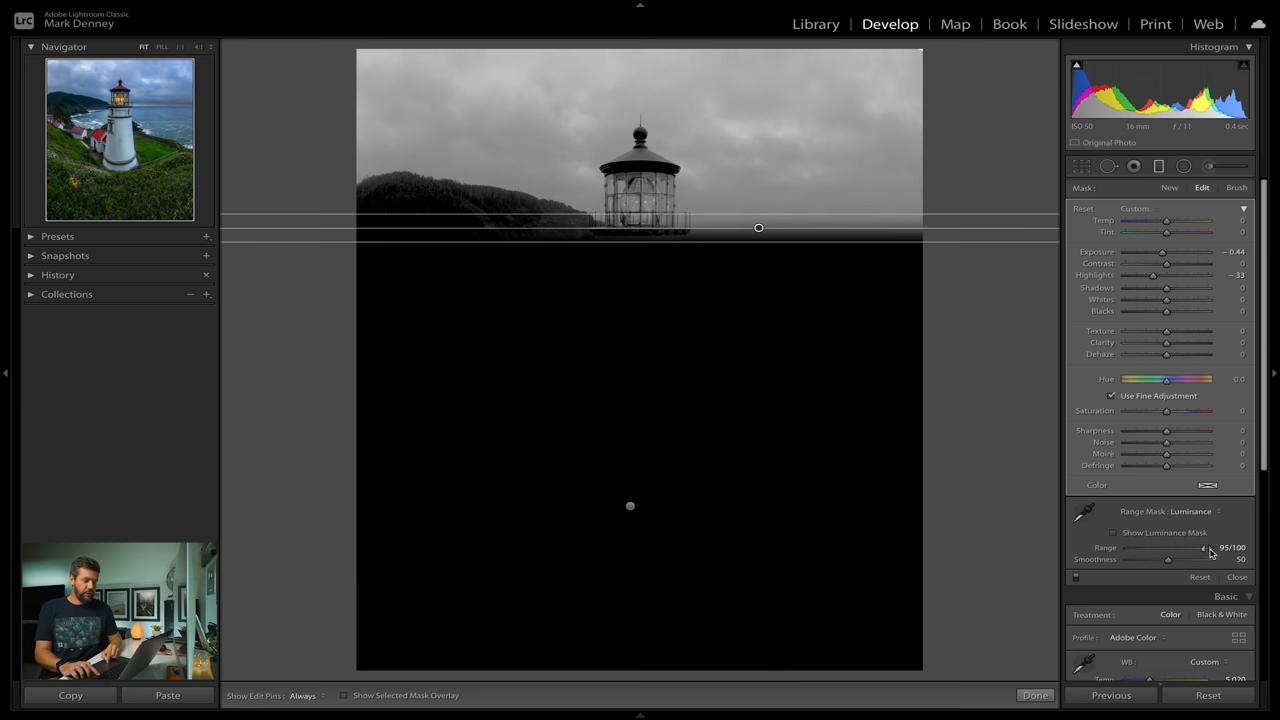 LrC
Adobe Lightroom Classic
Mark Denney
Library | Develop | Map | Book | Slideshow | Print | Web
Navigator FIT FILL 1:1 4:1
Presets
Snapshots
History
Collections
Copy Paste
Show Edit Pins: Always Show Selected Mask Overlay Done
Histogram
ISO 50 16 mm ƒ / 11 0.4 sec
Original Photo
Mask: New Edit Brush
Reset Custom
Temp 0
Tint 0
Exposure – 0.44
Contrast 0
Highlights – 33
Shadows 0
Whites 0
Blacks 0
Texture 0
Clarity 0
Dehaze 0
Hue 0.0
Use Fine Adjustment
Saturation 0
Sharpness 0
Noise 0
Moiré 0
Defringe 0
Color
Range Mask : Luminance
Show Luminance Mask
Range 95/100
Smoothness 50
Reset Close
Basic
Treatment : Color Black & White
Profile : Adobe Color
WB : Custom
Temp 5,020
Previous Reset